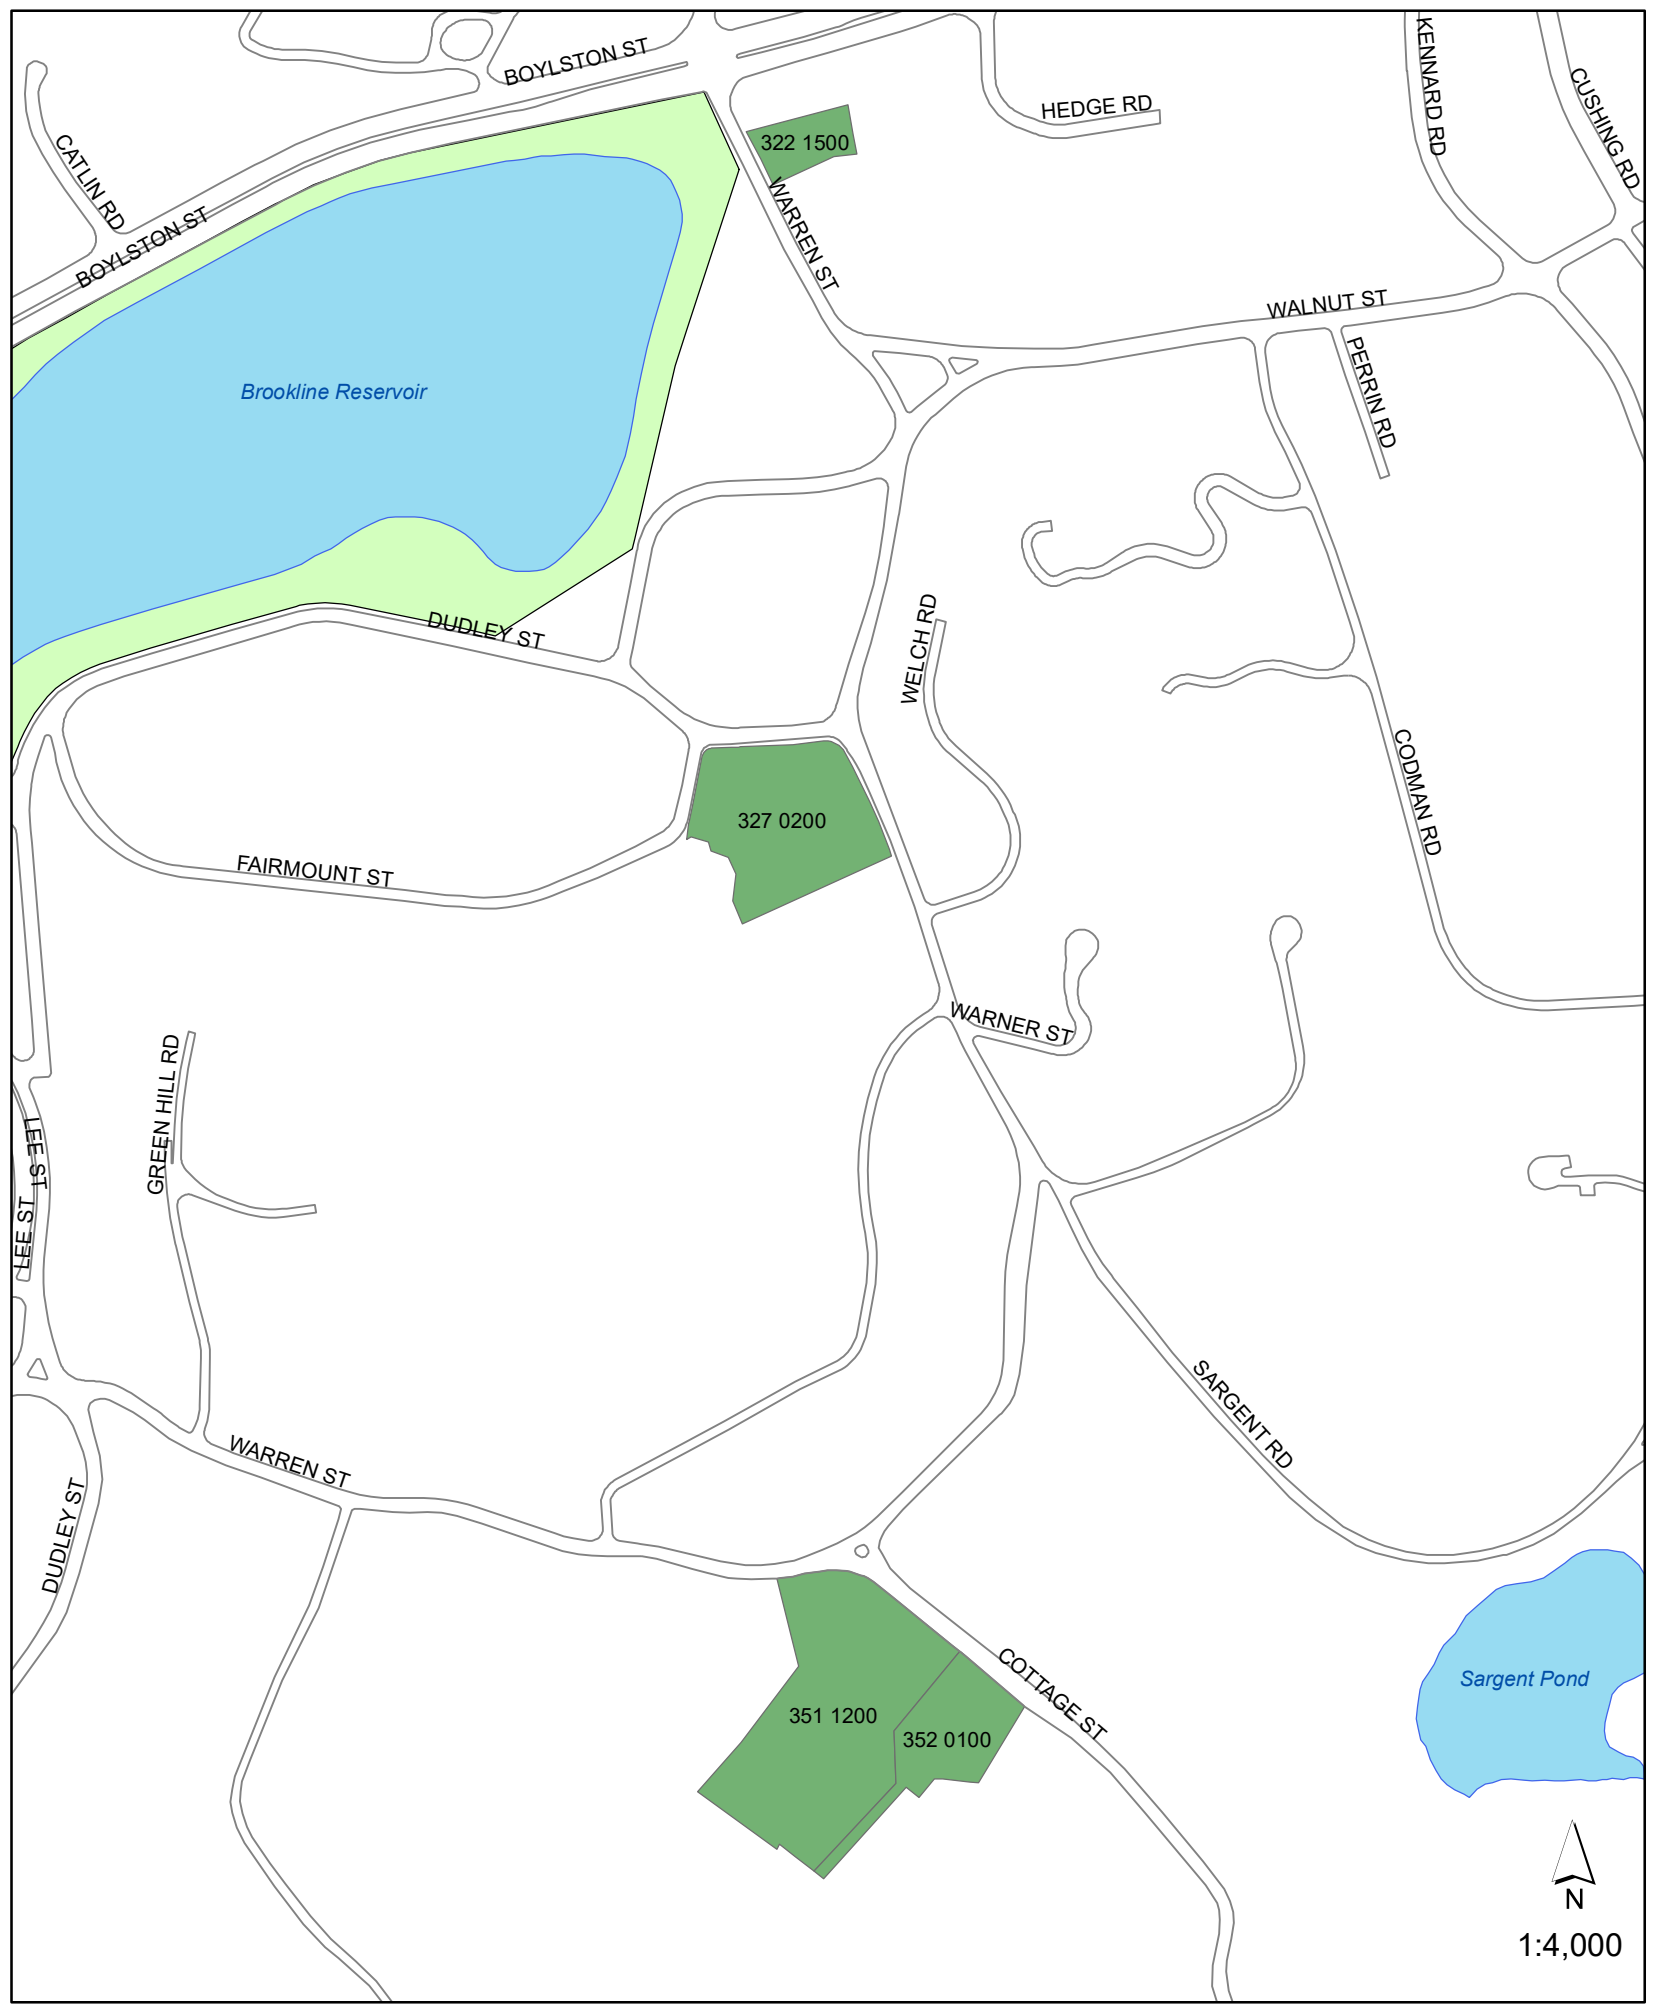 BOYLSTON ST
KENNARD RD
CUSHING RD
HEDGE RD
CATLIN RD
322 1500
BOYLSTON ST
WARREN ST
WALNUT ST
PERRIN RD
Brookline Reservoir
DUDLEY ST
WELCH RD
CODMAN RD
327 0200
FAIRMOUNT ST
WARNER ST
GREEN HILL RD
LEE ST
LEE ST
SARGENT RD
WARREN ST
DUDLEY ST
COTTAGE ST
Sargent Pond
351 1200
352 0100
N
1:4,000